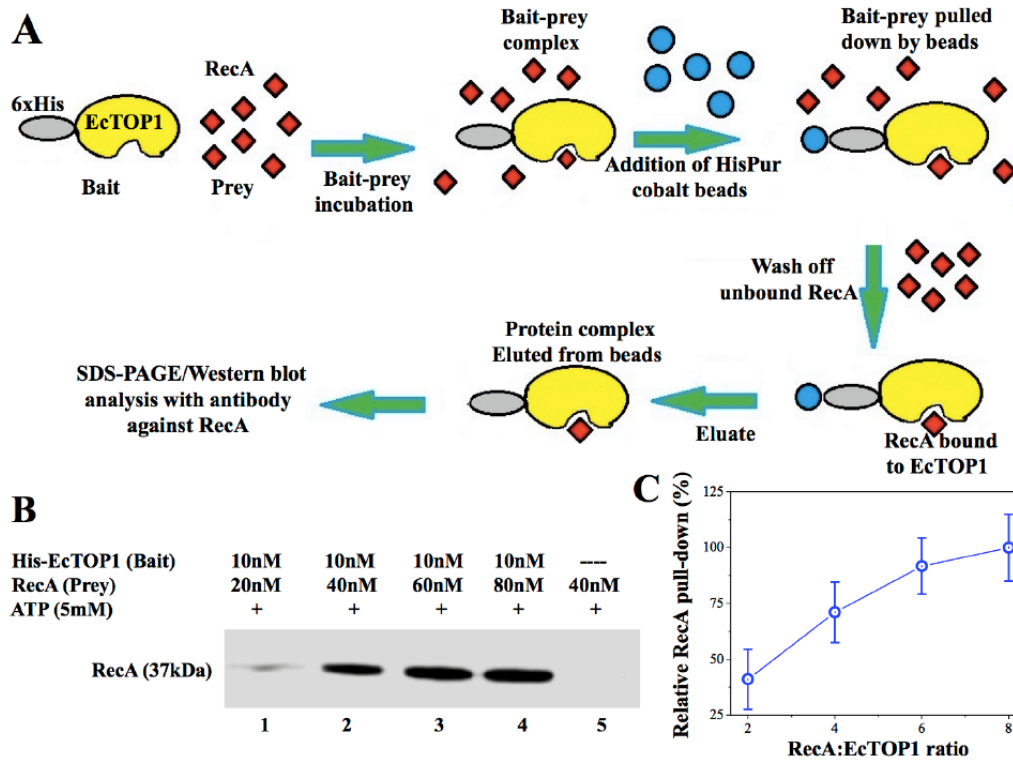 A
RecA
6xHis
EcTOP1
Bait
Prey
Bait-prey
incubation
Bait-prey
complex
Addition of HisPur
cobalt beads
Bait-prey pulled
down by beads
Wash off
unbound RecA
RecA bound
to EcTOP1
Eluate
Protein complex
Eluted from beads
SDS-PAGE/Western blot
analysis with antibody
against RecA
B
His-EcTOP1 (Bait) 10nM 10nM 10nM 10nM ----
RecA (Prey) 20nM 40nM 60nM 80nM 40nM
ATP (5mM) + + + + +
RecA (37kDa)
1 2 3 4 5
C
Relative RecA pull-down (%)
125
100
75
50
25
2 4 6 8
RecA:EcTOP1 ratio